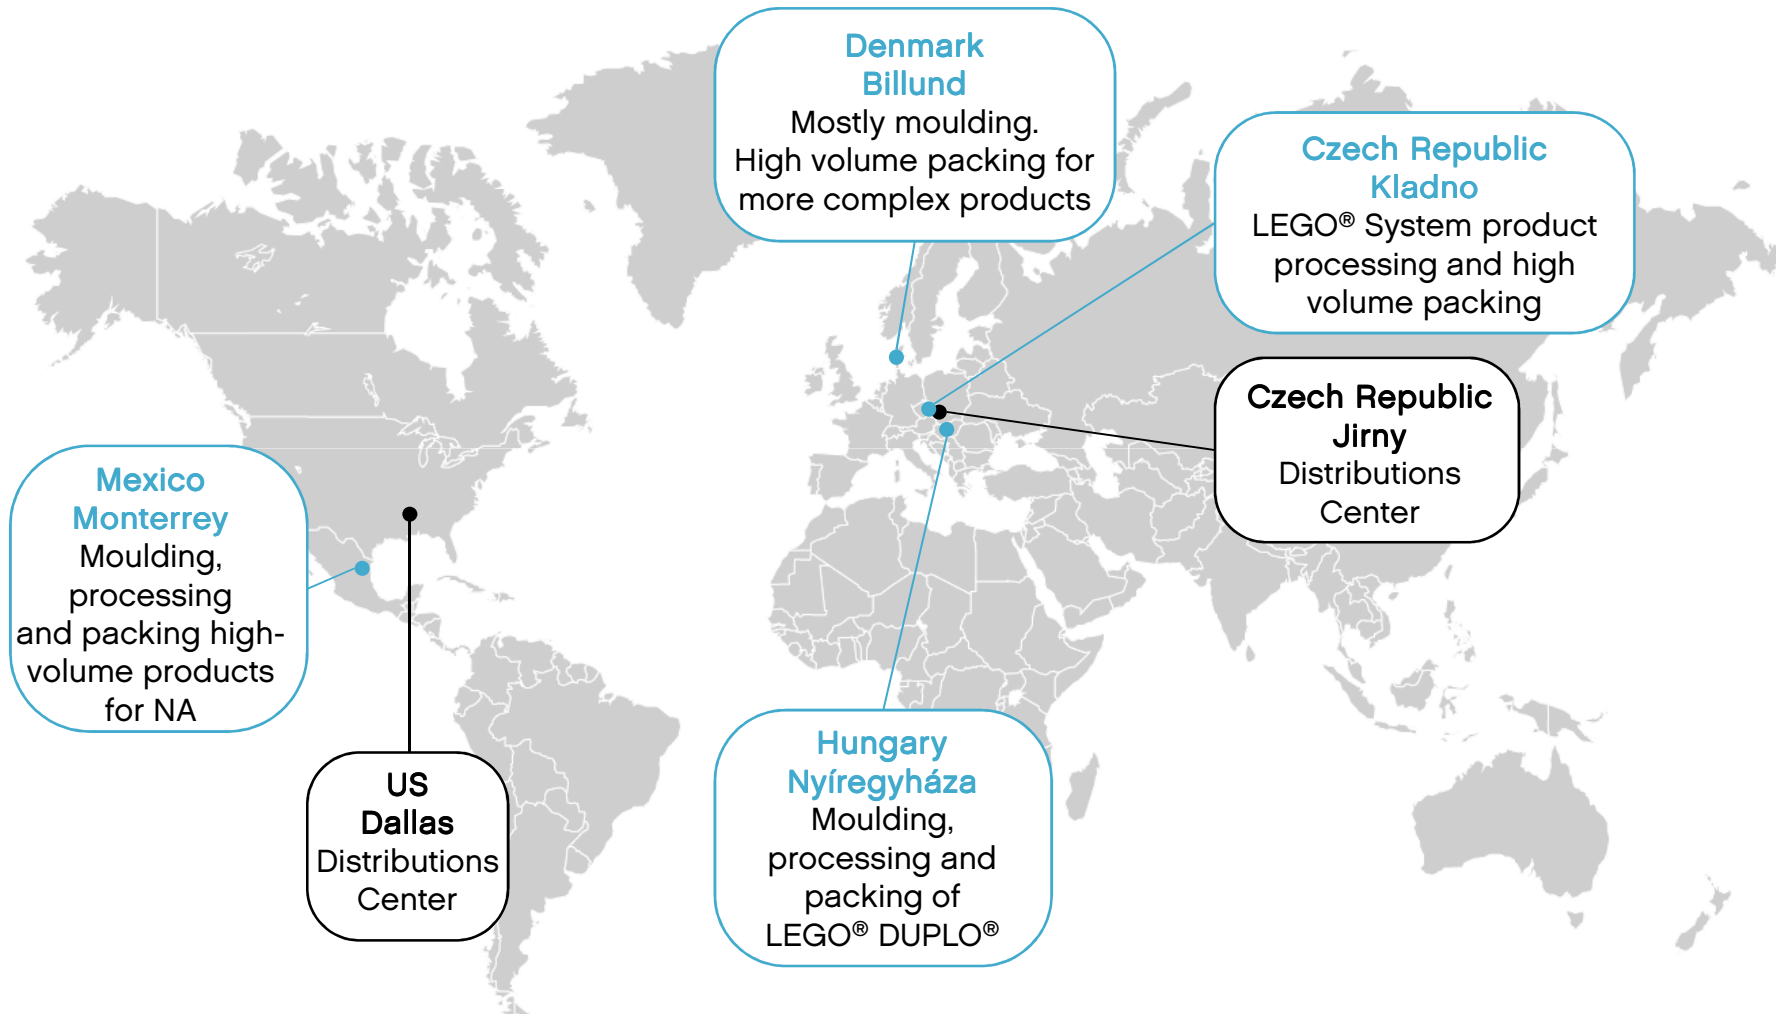 Denmark
Billund
Mostly moulding.
High volume packing for
more complex products
Czech Republic
Kladno
LEGO® System product
processing and high
volume packing
Czech Republic
Jirny
Distributions
Center
Mexico
Monterrey
Moulding,
processing
and packing high-
volume products
for NA
US
Dallas
Distributions
Center
Hungary
Nyíregyháza
Moulding,
processing and
packing of
LEGO® DUPLO®